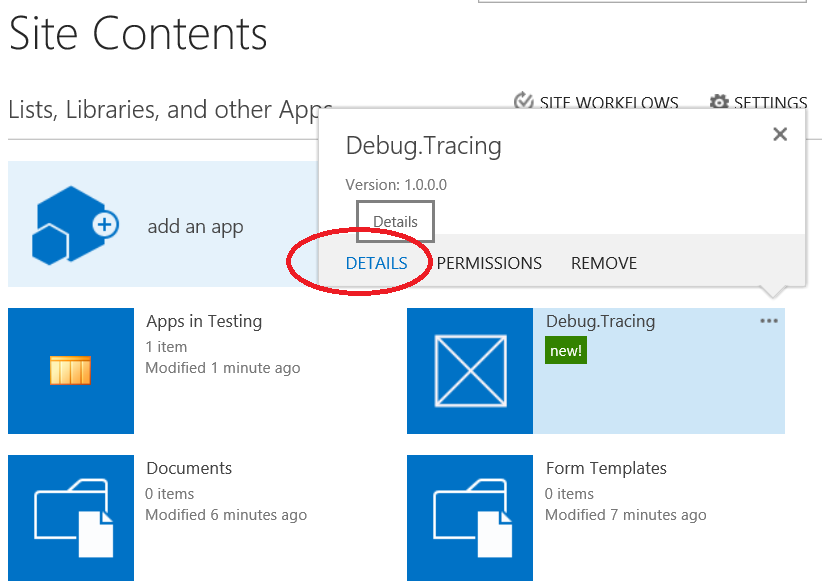 Site Contents
Lists, Libraries, and other Apps
SITE WORKFLOWS
SETTINGS
Debug.Tracing
Version: 1.0.0.0
Details
DETAILS
PERMISSIONS
REMOVE
add an app
Apps in Testing
1 item
Modified 1 minute ago
Debug.Tracing
new!
Documents
0 items
Modified 6 minutes ago
Form Templates
0 items
Modified 7 minutes ago